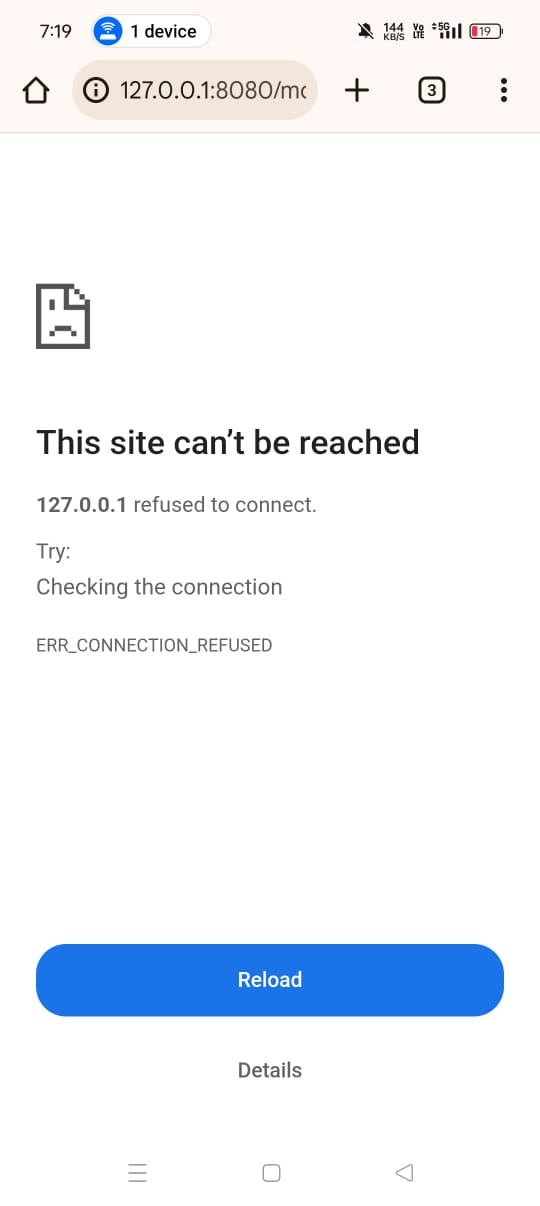 7:19 1 device 144 KB/S Vo LTE 5G 19
127.0.0.1:8080/mo 3
This site can’t be reached
127.0.0.1 refused to connect.
Try:
Checking the connection
ERR_CONNECTION_REFUSED
Reload
Details